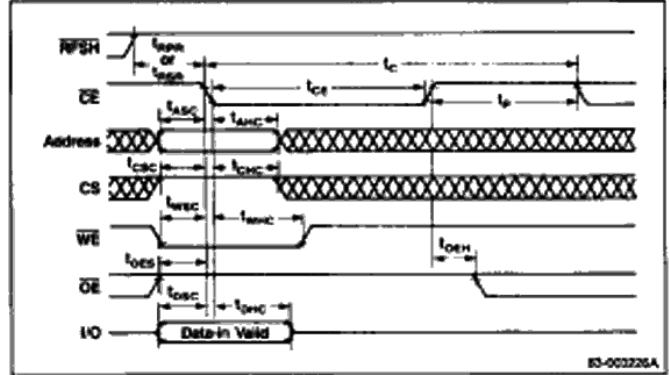 RFSH
tRPR
or
tRSR
tC
CE
tCE
tP
tASC
tAHC
Address
tCSC
tCHC
CS
tWSC
tWHC
WE
tOES
tOEH
OE
tDSC
tDHC
I/O
Data-in Valid
83-003226A